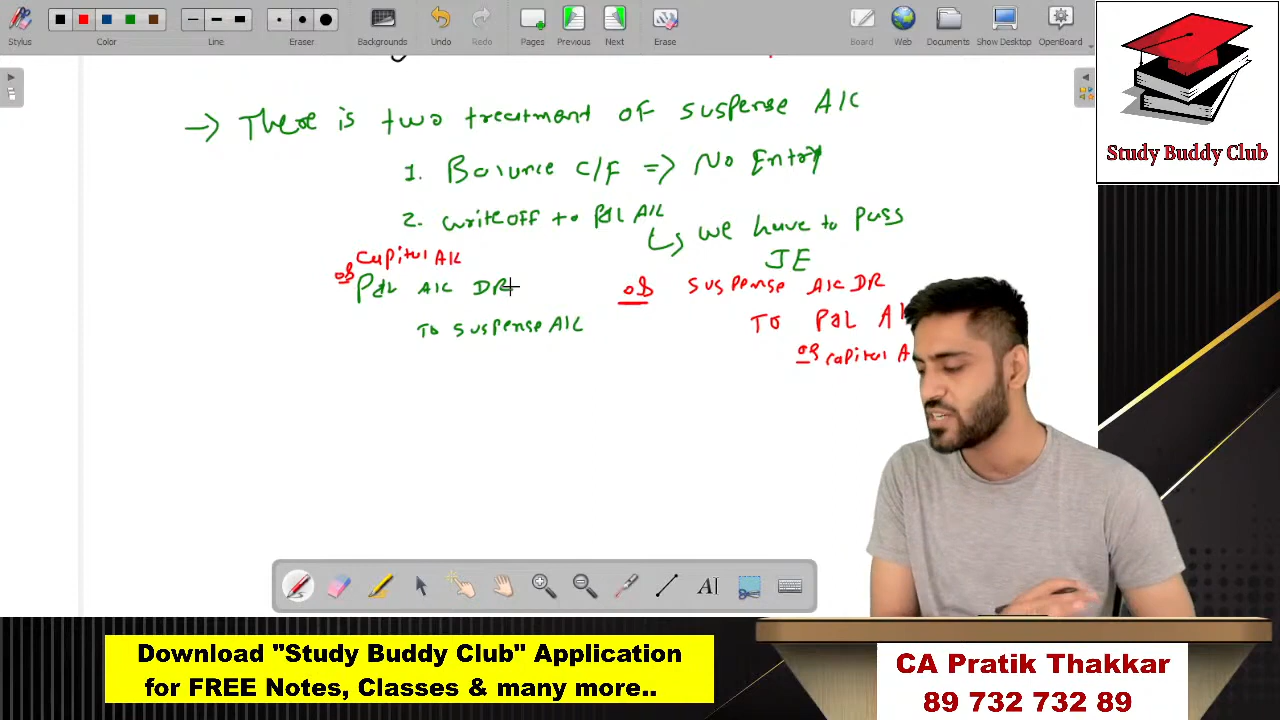 Stylus
Color
Line
Eraser
Backgrounds
Undo
Redo
Pages
Previous
Next
Erase
Board
Web
Documents
Show Desktop
OpenBoard
Study Buddy Club
→ There is two treatment of suspense A/c
1. Balance C/F => No Entry
2. write off to P&L A/c
↳ we have to pass
JE
or Capital A/c
P&L A/c DR
To suspense A/c
or suspense A/c DR
To P&L A
or capital A
Download "Study Buddy Club" Application
for FREE Notes, Classes & many more..
CA Pratik Thakkar
89 732 732 89